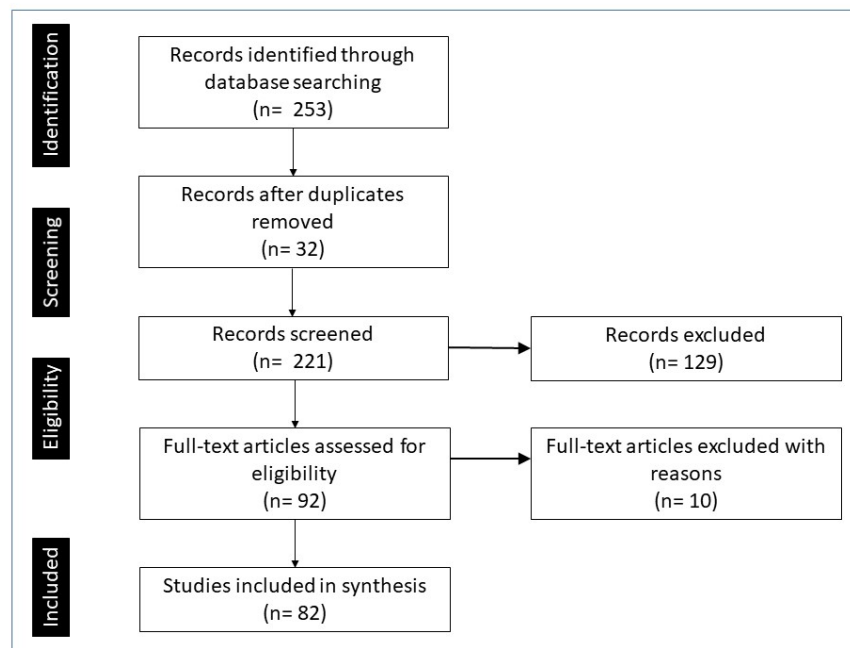 Identification
Records identified through
database searching
(n= 253)
Screening
Records after duplicates
removed
(n= 32)
Records screened
(n= 221)
Records excluded
(n= 129)
Eligibility
Full-text articles assessed for
eligibility
(n= 92)
Full-text articles excluded with
reasons
(n= 10)
Included
Studies included in synthesis
(n= 82)